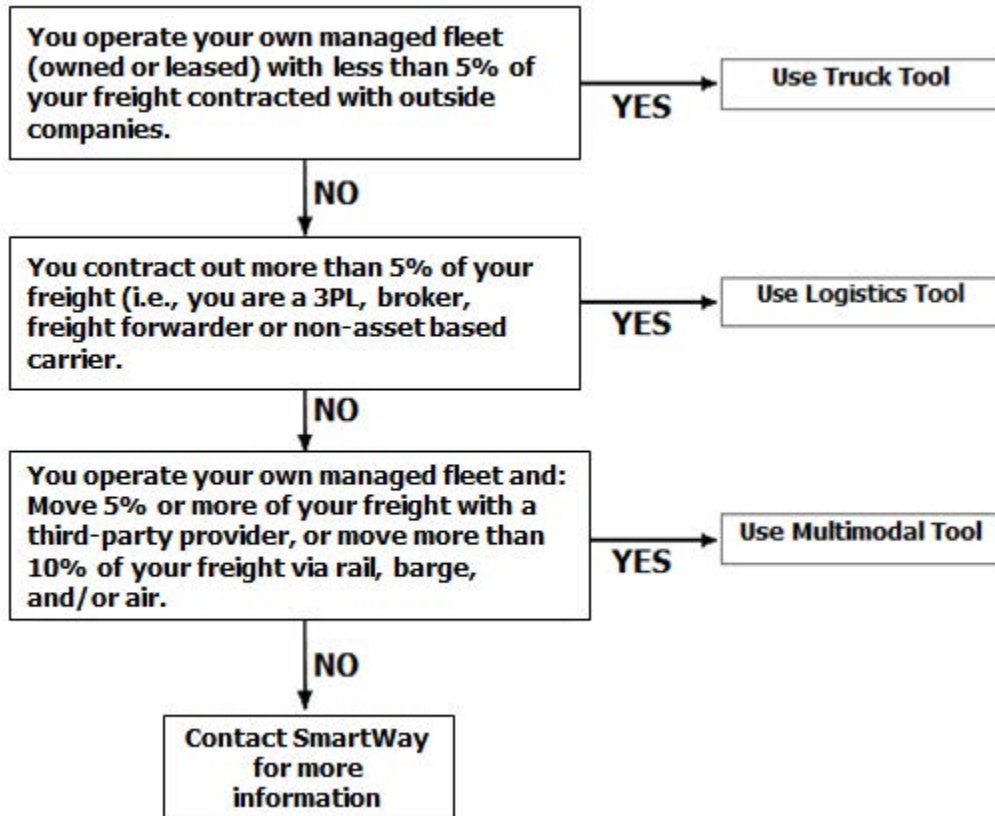 You operate your own managed fleet
(owned or leased) with less than 5% of
your freight contracted with outside
companies.
YES
Use Truck Tool
NO
You contract out more than 5% of your
freight (i.e., you are a 3PL, broker,
freight forwarder or non-asset based
carrier.
YES
Use Logistics Tool
NO
You operate your own managed fleet and:
Move 5% or more of your freight with a
third-party provider, or move more than
10% of your freight via rail, barge,
and/or air.
YES
Use Multimodal Tool
NO
Contact SmartWay
for more
information